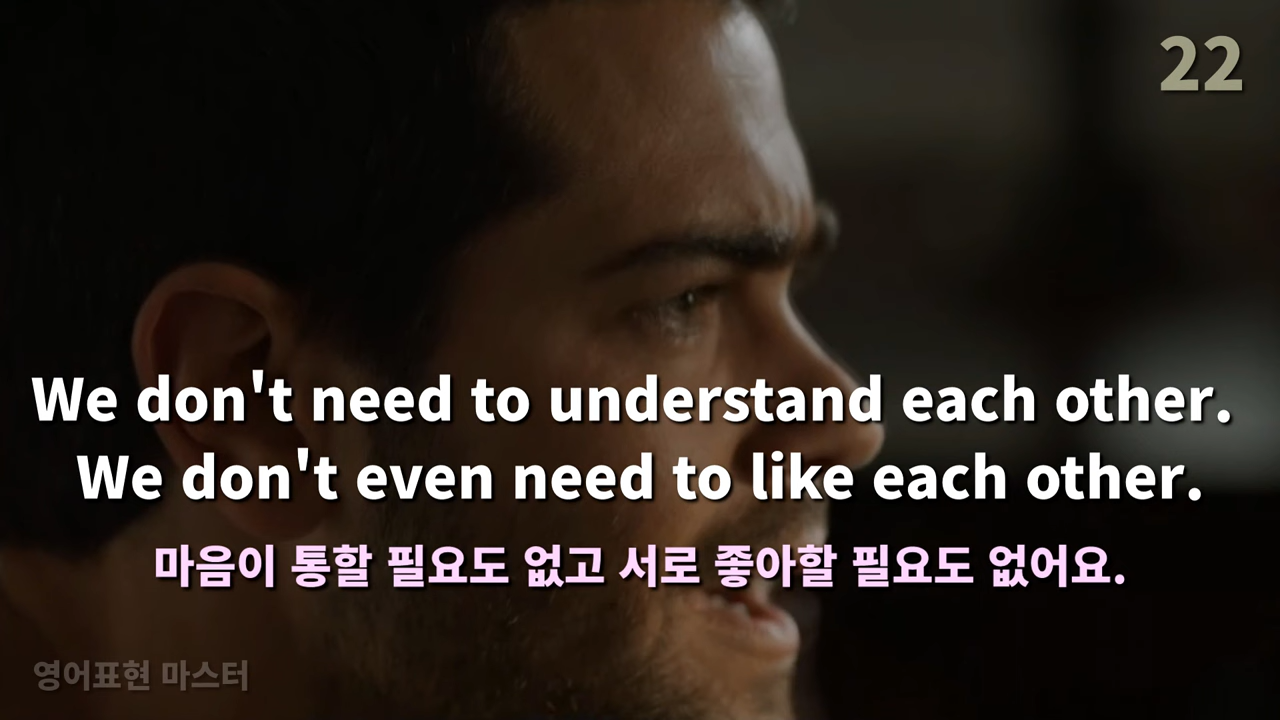 22
We don't need to understand each other.
We don't even need to like each other.
마음이 통할 필요도 없고 서로 좋아할 필요도 없어요.
영어표현 마스터